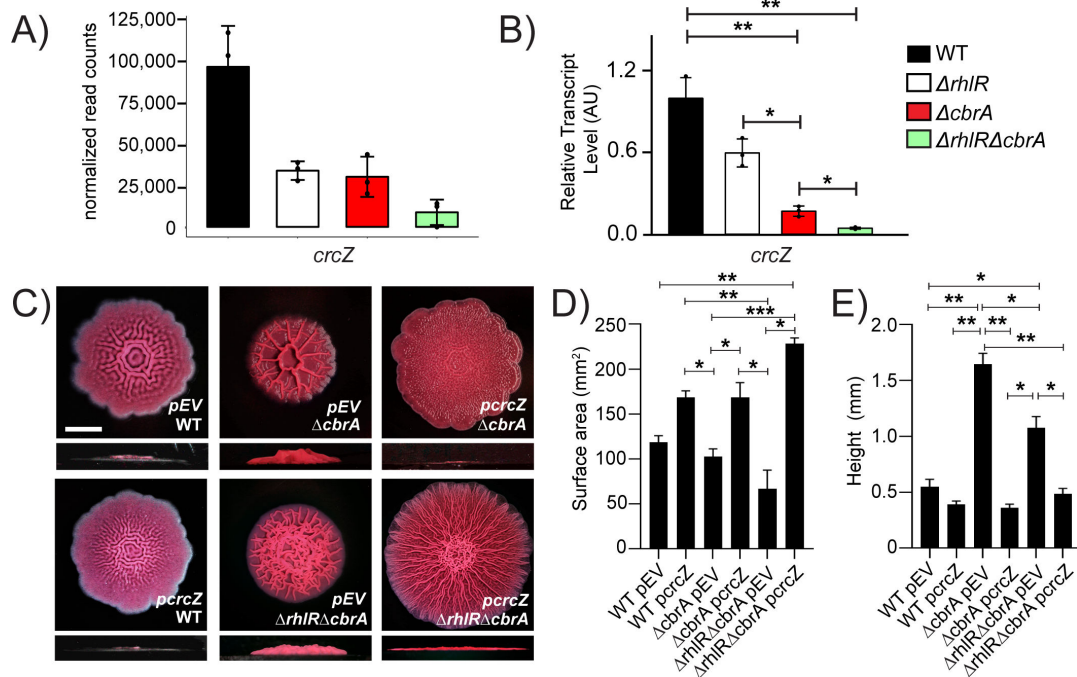 A)
normalized read counts
125,000
100,000
75,000
50,000
25,000
0
crcZ
B)
Relative Transcript
Level (AU)
1.2
0.6
0.0
**
**
*
*
crcZ
WT
ΔrhlR
ΔcbrA
ΔrhlRΔcbrA
C)
pEV
WT
pEV
ΔcbrA
pcrcZ
ΔcbrA
pcrcZ
WT
pEV
ΔrhlRΔcbrA
pcrcZ
ΔrhlRΔcbrA
D)
Surface area (mm²)
250
200
150
100
50
0
**
**
***
*
*
*
*
WT pEV
WT pcrcZ
ΔcbrA pEV
ΔcbrA pcrcZ
ΔrhlRΔcbrA pEV
ΔrhlRΔcbrA pcrcZ
E)
Height (mm)
2.0
1.5
1.0
0.5
0
*
** *
** **
**
* *
WT pEV
WT pcrcZ
ΔcbrA pEV
ΔcbrA pcrcZ
ΔrhlRΔcbrA pEV
ΔrhlRΔcbrA pcrcZ